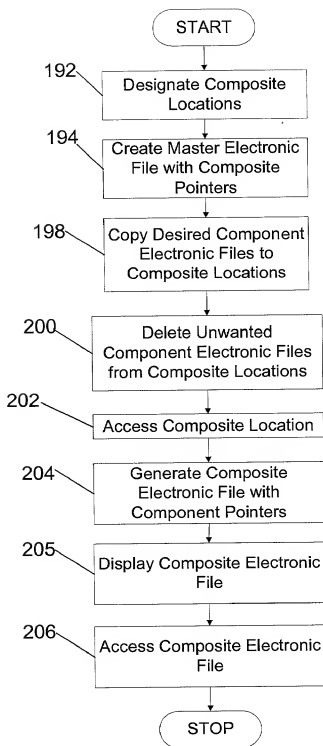 START
192
Designate Composite
Locations
194
Create Master Electronic
File with Composite
Pointers
198
Copy Desired Component
Electronic Files to
Composite Locations
200
Delete Unwanted
Component Electronic Files
from Composite Locations
202
Access Composite Location
204
Generate Composite
Electronic File with
Component Pointers
205
Display Composite Electronic
File
206
Access Composite Electronic
File
STOP